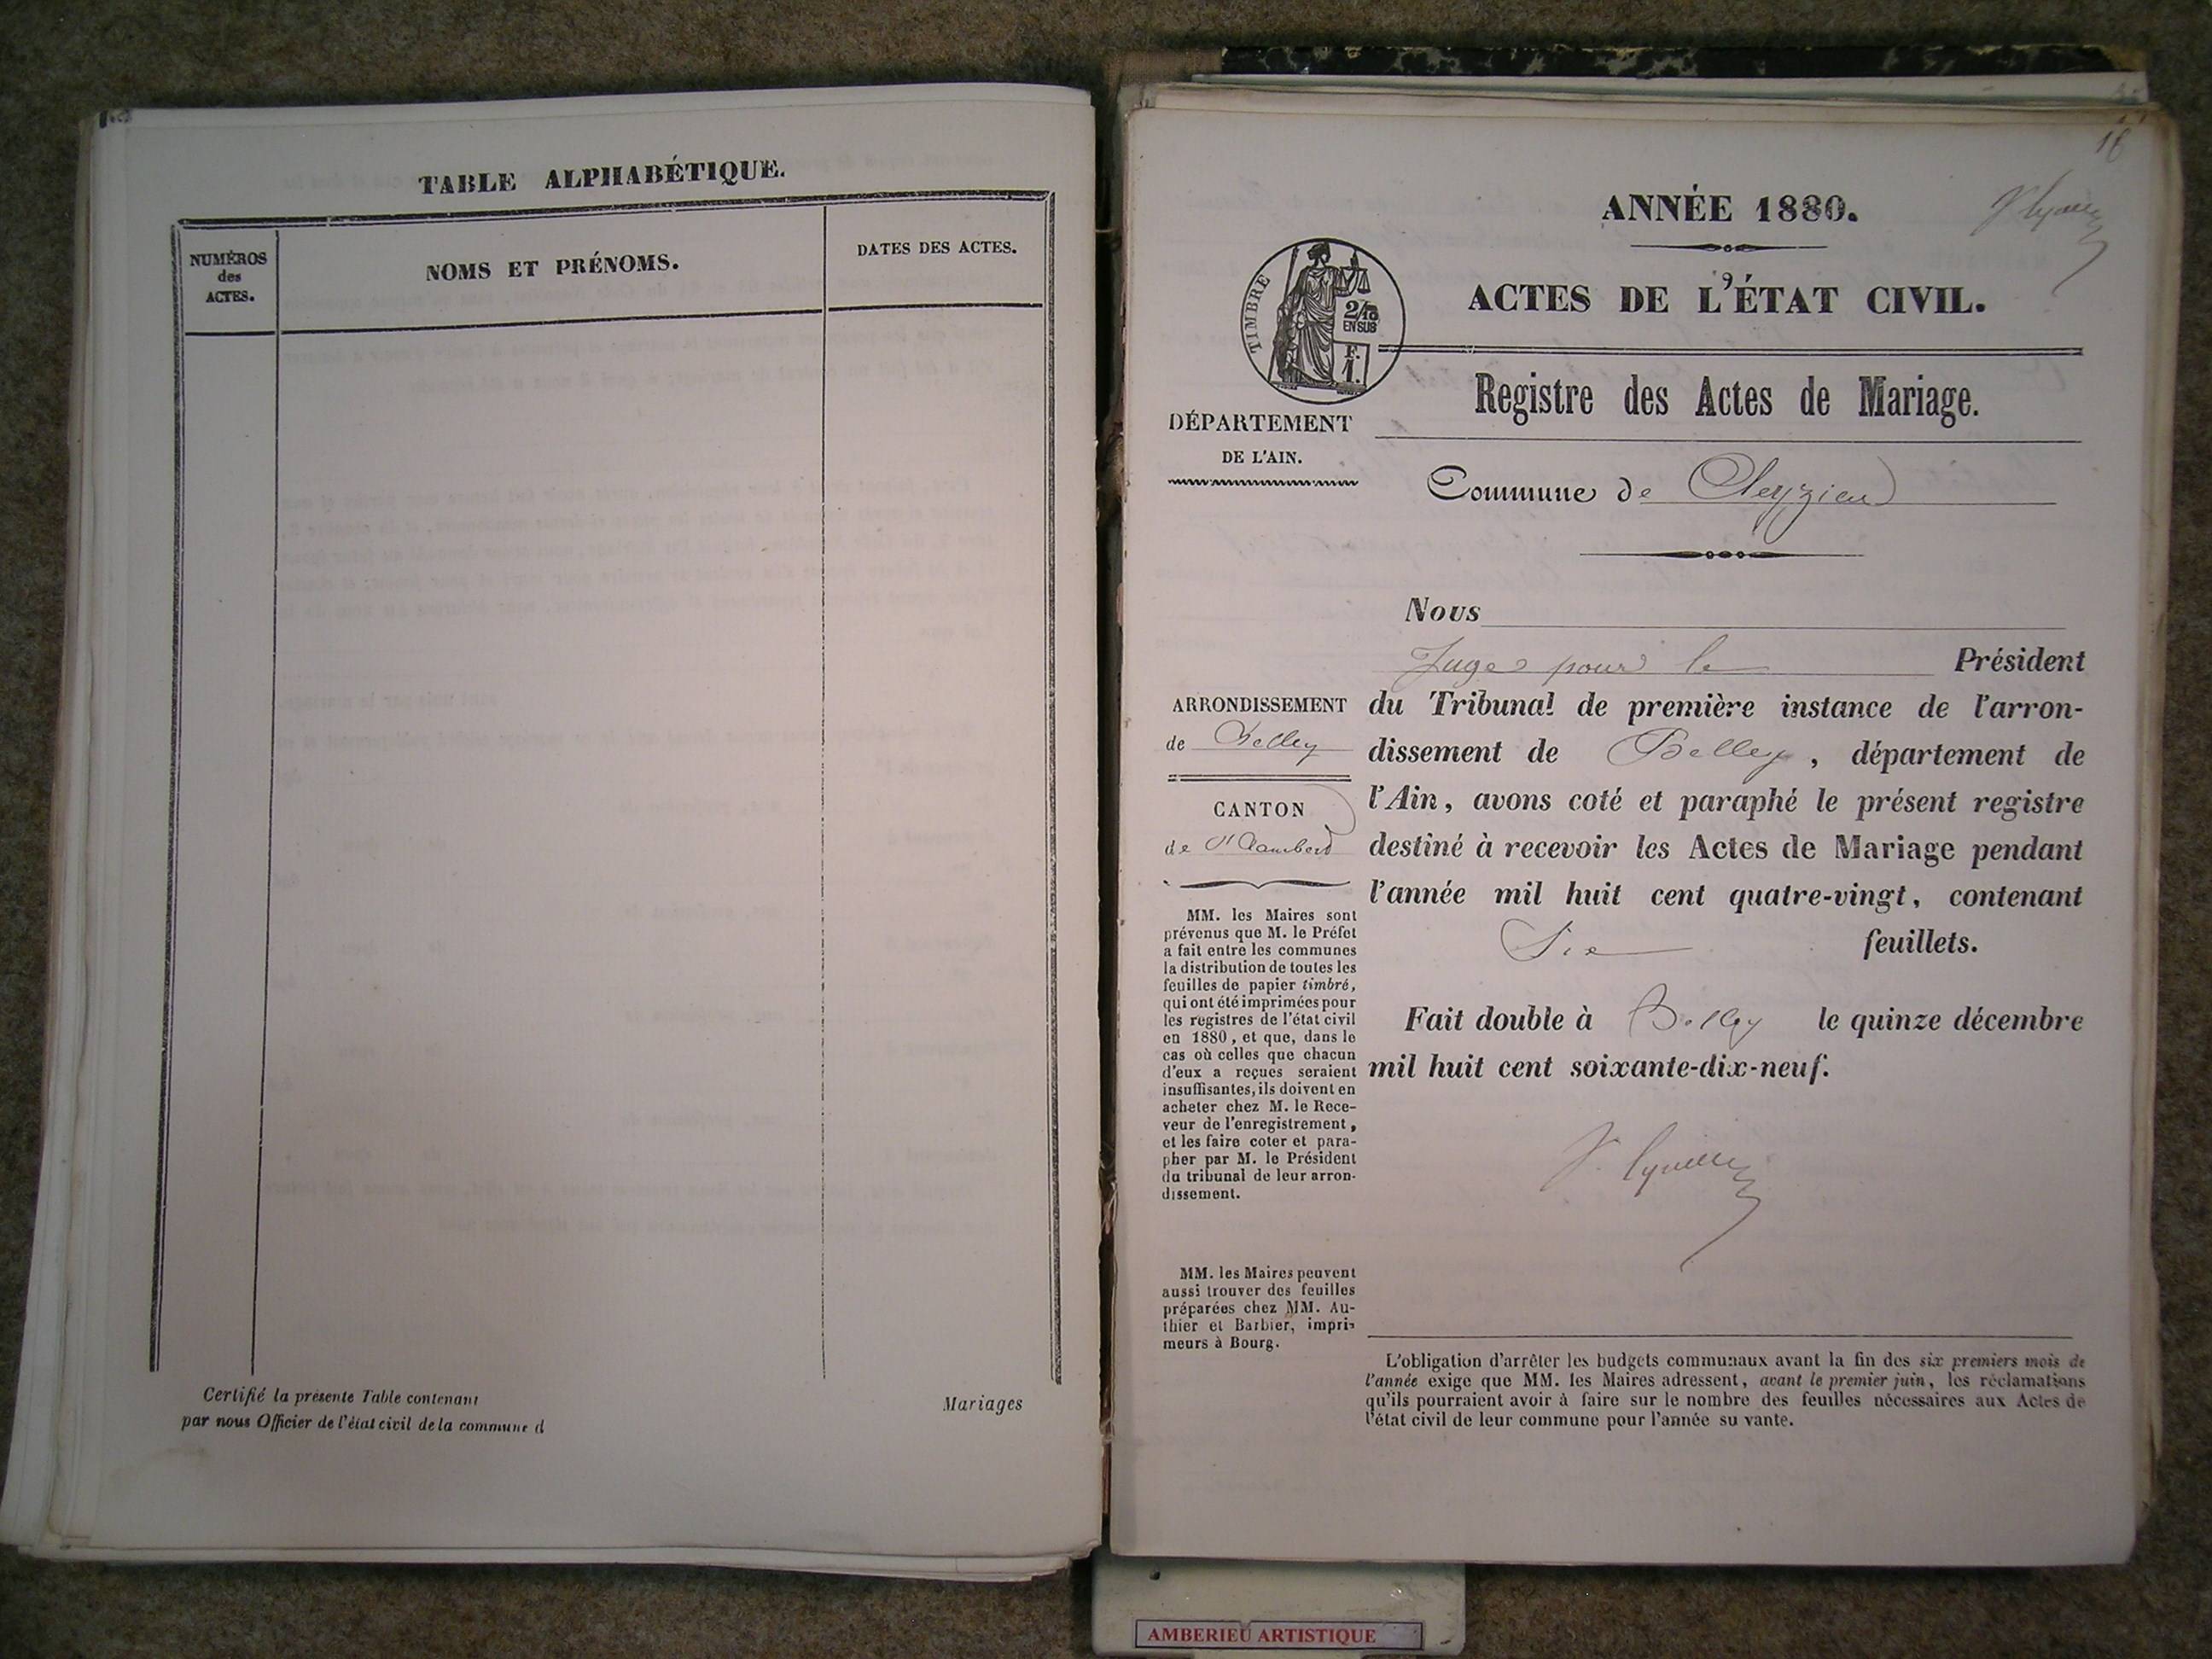 TABLE ALPHABÉTIQUE.
NUMÉROS
des
ACTES.
NOMS ET PRÉNOMS.
DATES DES ACTES.
Certifié la présente Table contenant
Mariages
par nous Officier de l'état civil de la commune d
18
ANNÉE 1880.
ACTES DE L'ÉTAT CIVIL.
TIMBRE
2/10
EN SUS
F.
1.
Registre des Actes de Mariage.
DÉPARTEMENT
DE L'AIN.
Commune de Cleyzieu
Nous
Juge pour le Président
ARRONDISSEMENT
de Belley
CANTON
de St Rambert
du Tribunal de première instance de l'arron-
dissement de Belley, département de
l'Ain, avons coté et paraphé le présent registre
destiné à recevoir les Actes de Mariage pendant
l'année mil huit cent quatre-vingt, contenant
feuillets.
Fait double à Belley le quinze décembre
mil huit cent soixante-dix-neuf.
MM. les Maires sont
prévenus que M. le Préfet
a fait entre les communes
la distribution de toutes les
feuilles de papier timbré,
qui ont été imprimées pour
les registres de l'état civil
en 1880, et que, dans le
cas où celles que chacun
d'eux a reçues seraient
insuffisantes, ils doivent en
acheter chez M. le Rece-
veur de l'enregistrement,
et les faire coter et para-
pher par M. le Président
du tribunal de leur arron-
dissement.
MM. les Maires peuvent
aussi trouver des feuilles
préparées chez MM. Au-
thier et Barbier, impri-
meurs à Bourg.
L'obligation d'arrêter les budgets communaux avant la fin des six premiers mois de
l'année exige que MM. les Maires adressent, avant le premier juin, les réclamations
qu'ils pourraient avoir à faire sur le nombre des feuilles nécessaires aux Actes de
l'état civil de leur commune pour l'année su vante.
AMBERIEU ARTISTIQUE